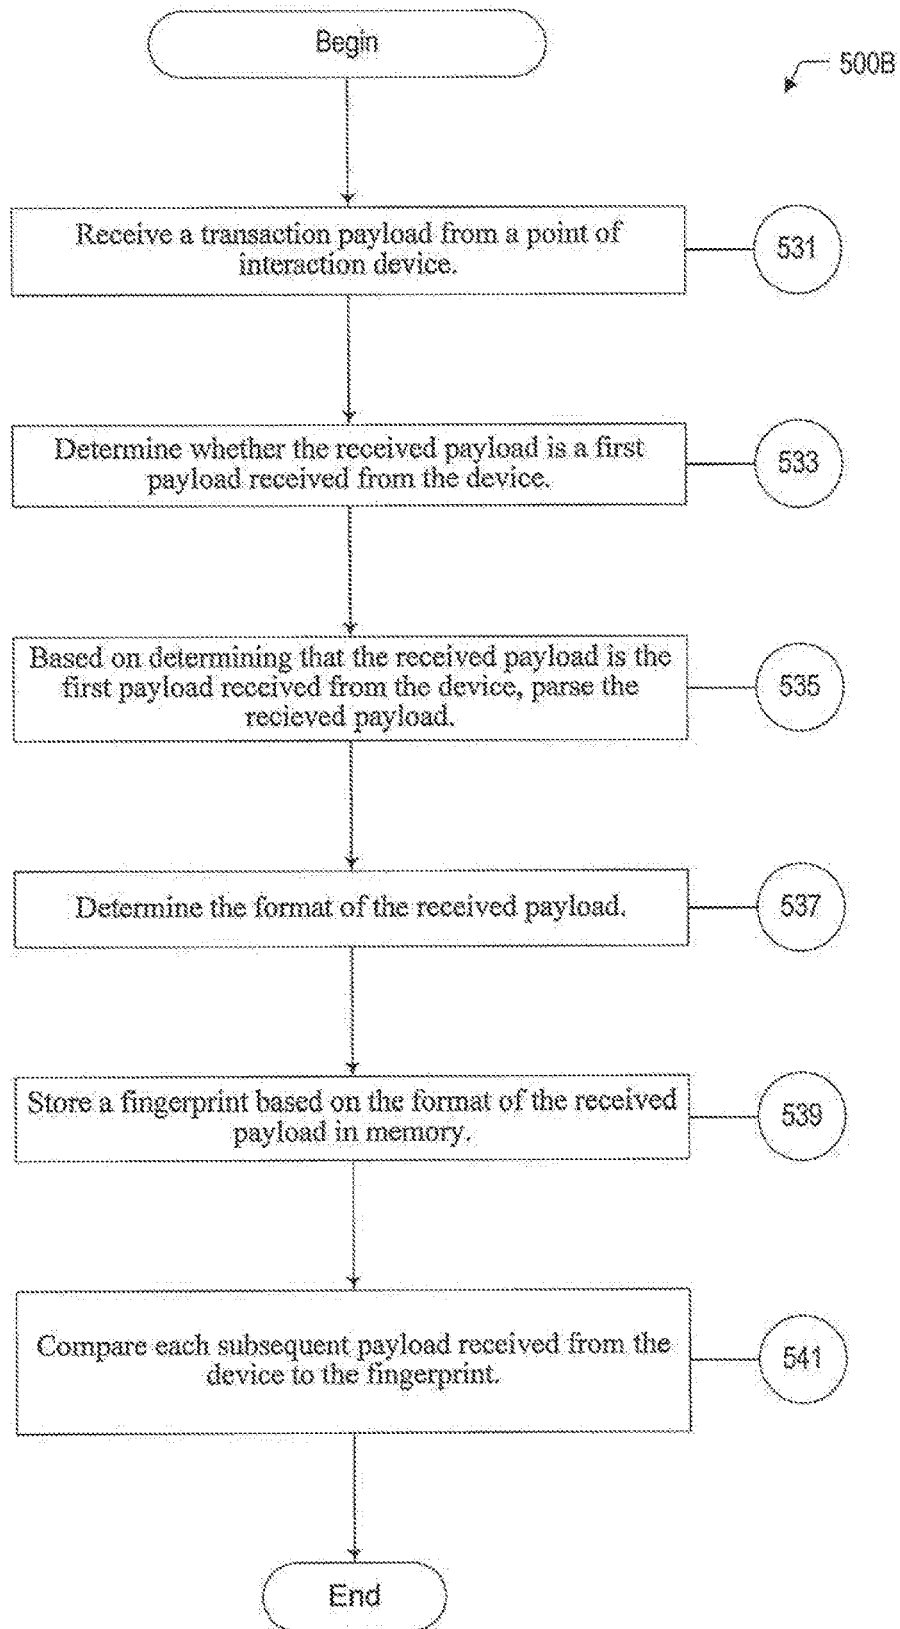 Begin
500B
Receive a transaction payload from a point of
interaction device.
531
Determine whether the received payload is a first
payload received from the device.
533
Based on determining that the received payload is the
first payload received from the device, parse the
recieved payload.
535
Determine the format of the received payload.
537
Store a fingerprint based on the format of the received
payload in memory.
539
Compare each subsequent payload received from the
device to the fingerprint.
541
End